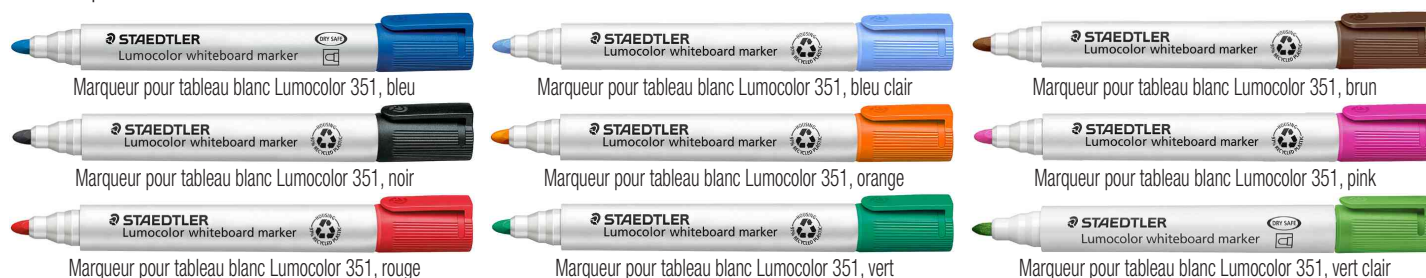 STAEDTLER DRY SAFE
Lumocolor whiteboard marker
Marqueur pour tableau blanc Lumocolor 351, bleu
STAEDTLER
Lumocolor whiteboard marker
Marqueur pour tableau blanc Lumocolor 351, bleu clair
STAEDTLER
Lumocolor whiteboard marker
Marqueur pour tableau blanc Lumocolor 351, brun
STAEDTLER
Lumocolor whiteboard marker
Marqueur pour tableau blanc Lumocolor 351, noir
STAEDTLER
Lumocolor whiteboard marker
Marqueur pour tableau blanc Lumocolor 351, orange
STAEDTLER
Lumocolor whiteboard marker
Marqueur pour tableau blanc Lumocolor 351, pink
STAEDTLER
Lumocolor whiteboard marker
Marqueur pour tableau blanc Lumocolor 351, rouge
STAEDTLER
Lumocolor whiteboard marker
Marqueur pour tableau blanc Lumocolor 351, vert
STAEDTLER DRY SAFE
Lumocolor whiteboard marker
Marqueur pour tableau blanc Lumocolor 351, vert clair